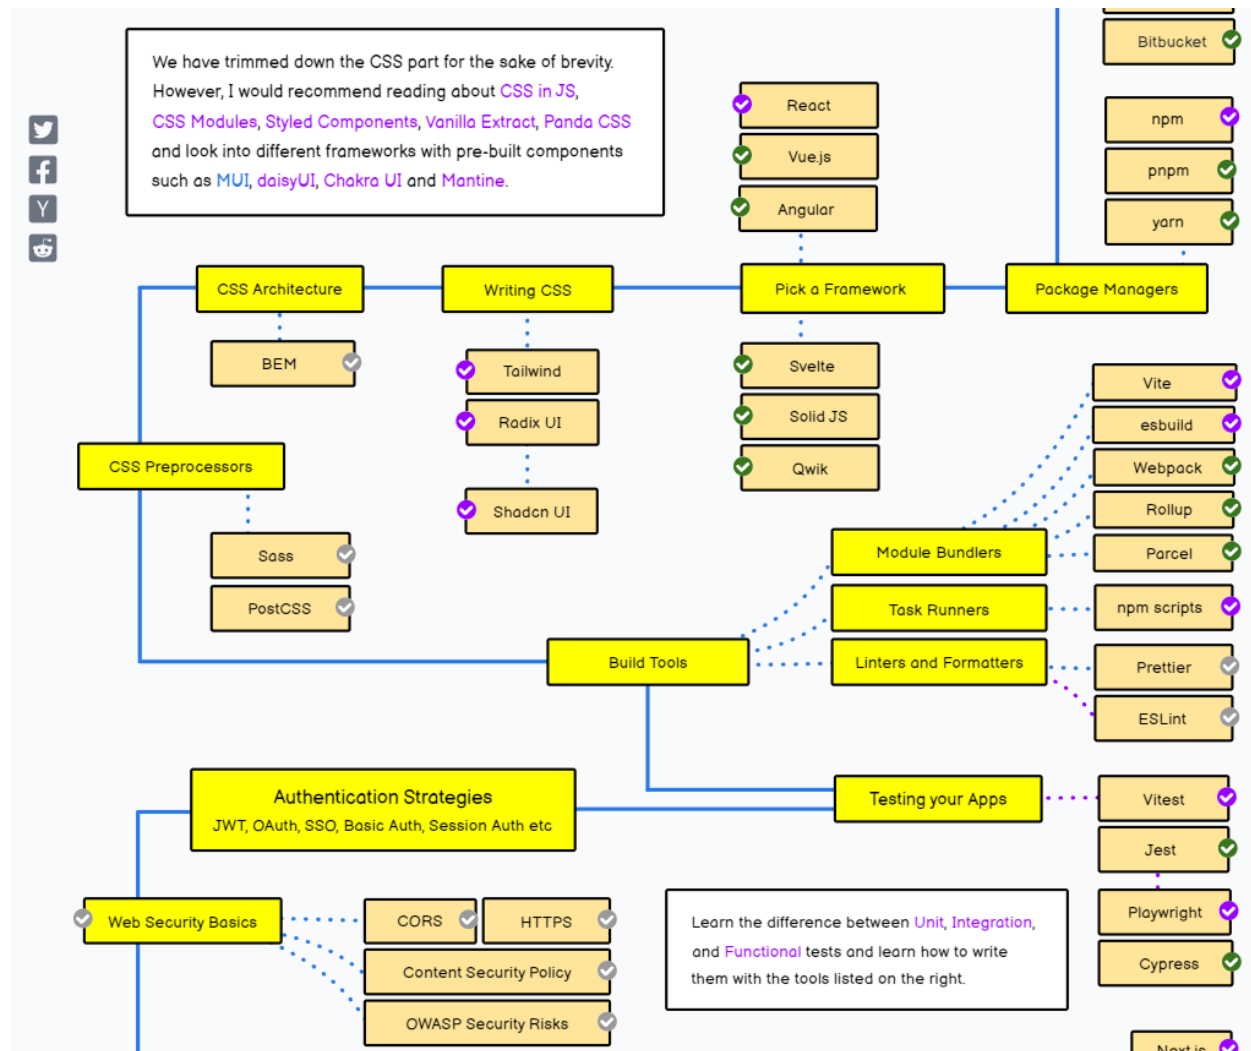 We have trimmed down the CSS part for the sake of brevity.
However, I would recommend reading about CSS in JS,
CSS Modules, Styled Components, Vanilla Extract, Panda CSS
and look into different frameworks with pre-built components
such as MUI, daisyUI, Chakra UI and Mantine.
Y
Bitbucket
React
Vue.js
Angular
npm
pnpm
yarn
CSS Architecture
Writing CSS
Pick a Framework
Package Managers
BEM
Tailwind
Radix UI
Shadcn UI
Svelte
Solid JS
Qwik
Vite
esbuild
Webpack
Rollup
Parcel
CSS Preprocessors
Sass
PostCSS
Module Bundlers
Task Runners
npm scripts
Build Tools
Linters and Formatters
Prettier
ESLint
Authentication Strategies
JWT, OAuth, SSO, Basic Auth, Session Auth etc
Testing your Apps
Vitest
Jest
Playwright
Cypress
Web Security Basics
CORS
HTTPS
Content Security Policy
OWASP Security Risks
Learn the difference between Unit, Integration,
and Functional tests and learn how to write
them with the tools listed on the right.
Next.js